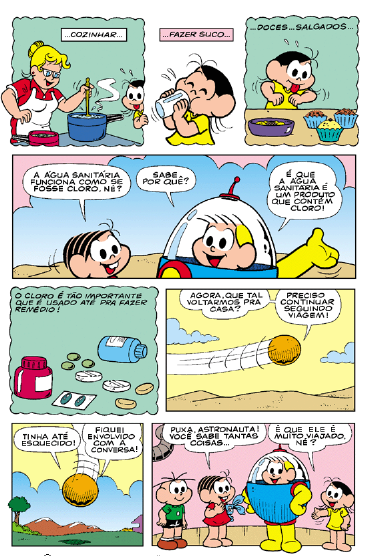 ...COZINHAR...
...FAZER SUCO...
...DOCES...SALGADOS...
A ÁGUA SANITÁRIA
FUNCIONA COMO SE
FOSSE CLORO, NÉ?
SABE
POR QUÊ?
É QUE
A ÁGUA
SANITÁRIA É
UM PRODUTO
QUE CONTÉM
CLORO!
O CLORO É TÃO IMPORTANTE
QUE É USADO ATÉ PRA FAZER
REMÉDIO!
AGORA, QUE TAL
VOLTARMOS PRA
CASA?
PRECISO
CONTINUAR
SEGUINDO
VIAGEM!
TINHA ATÉ
ESQUECIDO!
FIQUEI
ENVOLVIDO
COM A
CONVERSA!
PUXA, ASTRONAUTA!
VOCÊ SABE TANTAS
COISAS...
É QUE ELE É
MUITO VIAJADO,
NÉ?